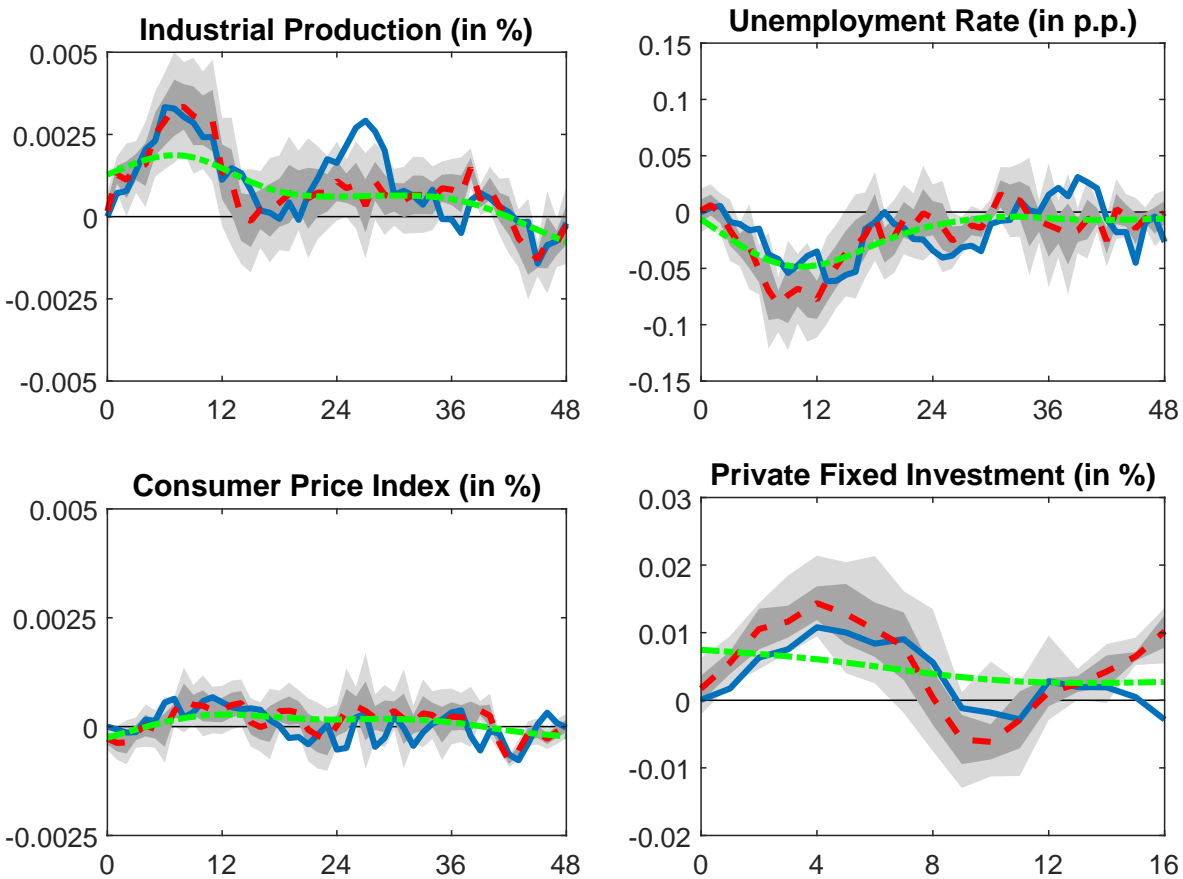 Industrial Production (in %)
0.005
0.0025
0
-0.0025
-0.005
0 12 24 36 48
Unemployment Rate (in p.p.)
0.15
0.1
0.05
0
-0.05
-0.1
-0.15
0 12 24 36 48
Consumer Price Index (in %)
0.005
0.0025
0
-0.0025
0 12 24 36 48
Private Fixed Investment (in %)
0.03
0.02
0.01
0
-0.01
-0.02
0 4 8 12 16